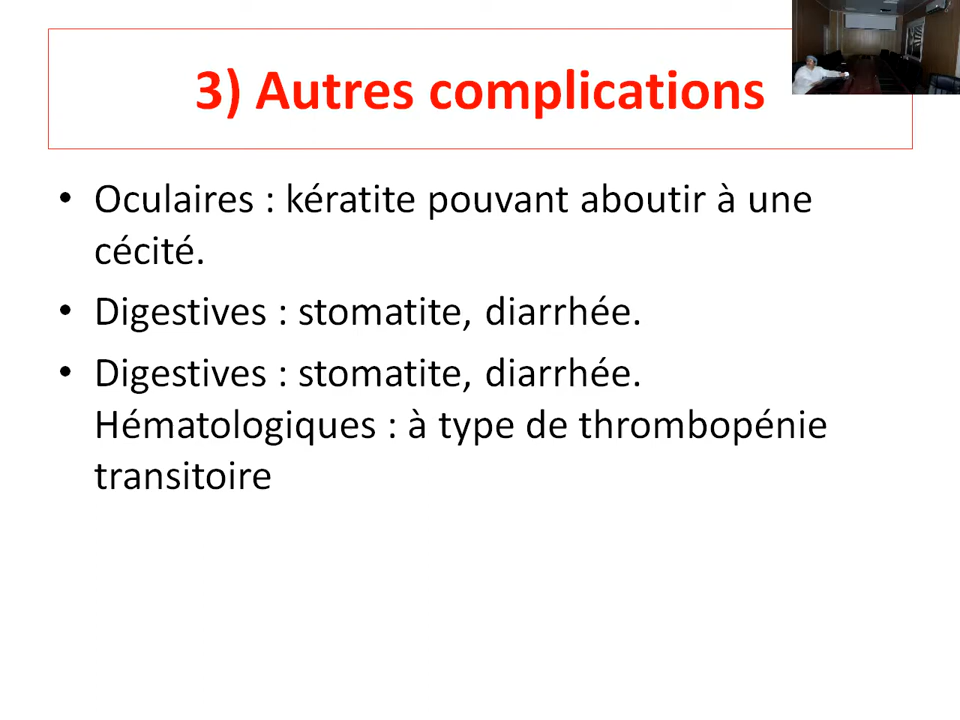 3) Autres complications
• Oculaires : kératite pouvant aboutir à une
cécité.
• Digestives : stomatite, diarrhée.
• Digestives : stomatite, diarrhée.
Hématologiques : à type de thrombopénie
transitoire